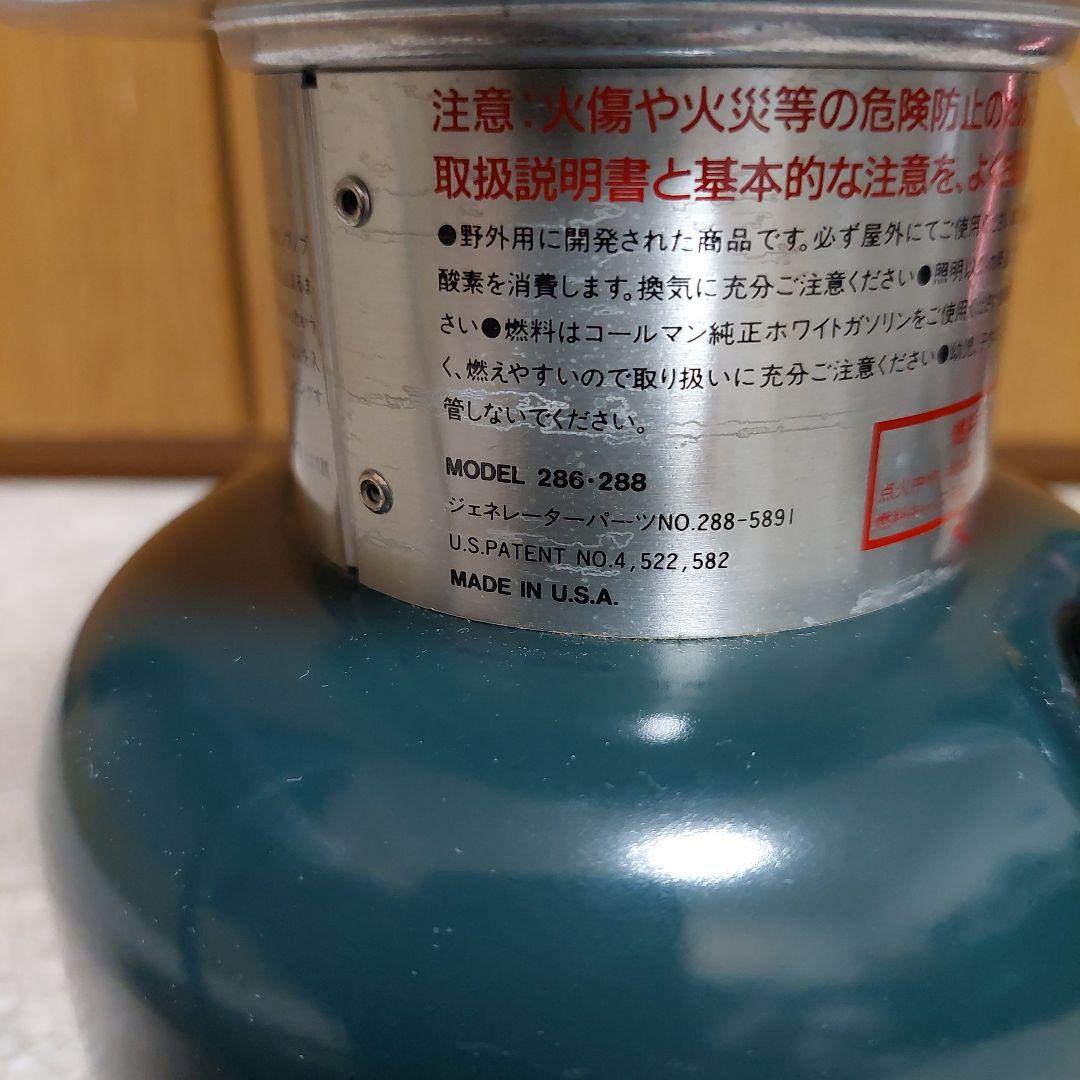 注意:火傷や火災等の危険防止のため
取扱説明書と基本的な注意を、よく
●野外用に開発された商品です。必ず屋外にてご使用く
酸素を消費します。換気に充分ご注意ください●照明以
さい●燃料はコールマン純正ホワイトガソリンをご使用く
く、燃えやすいので取り扱いに充分ご注意ください●幼児、
管しないでください。
MODEL 286・288
ジェネレーターパーツNO.288-5891
U.S.PATENT NO.4,522,582
MADE IN U.S.A.